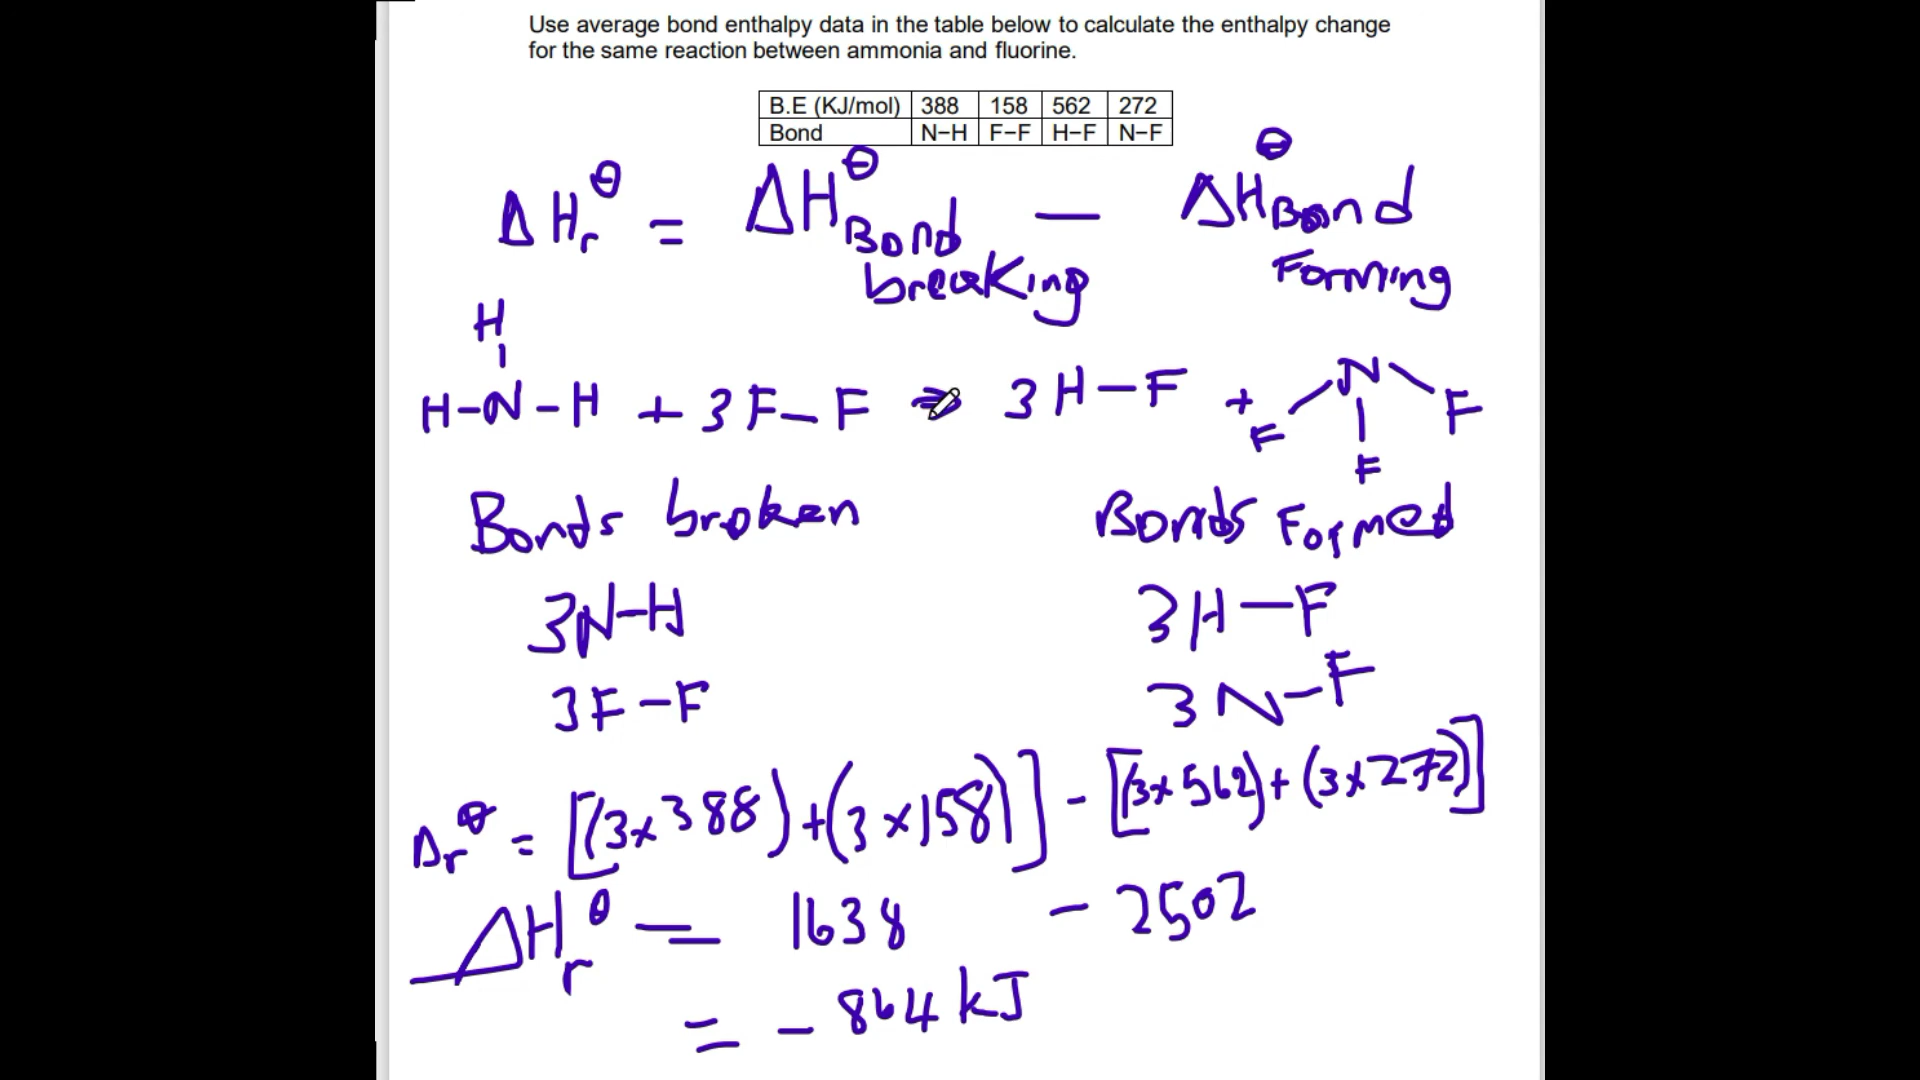 Use average bond enthalpy data in the table below to calculate the enthalpy change
for the same reaction between ammonia and fluorine.
B.E (KJ/mol) 388 158 562 272
Bond N−H F−F H−F N−F
ΔHr⊖ = ΔH⊖ Bond breaking − ΔH⊖ Bond Forming
H
H-N-H + 3F-F ⇒ 3H-F + N F F F
Bonds broken Bonds Formed
3N-H 3H-F
3F-F 3N-F
Δr⊖ = [(3×388)+(3×158)] - [(3×562)+(3×272)]
ΔHr⊖ = 1638 - 2502
= - 864 kJ